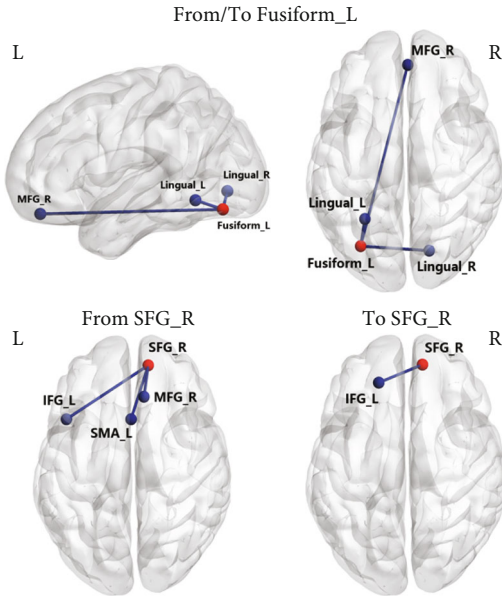 From/To Fusiform_L
L
R
MFG_R
Lingual_R
Lingual_L
MFG_R
Fusiform_L
Lingual_L
Fusiform_L
Lingual_R
From SFG_R
To SFG_R
L
R
SFG_R
SFG_R
IFG_L
MFG_R
SMA_L
IFG_L